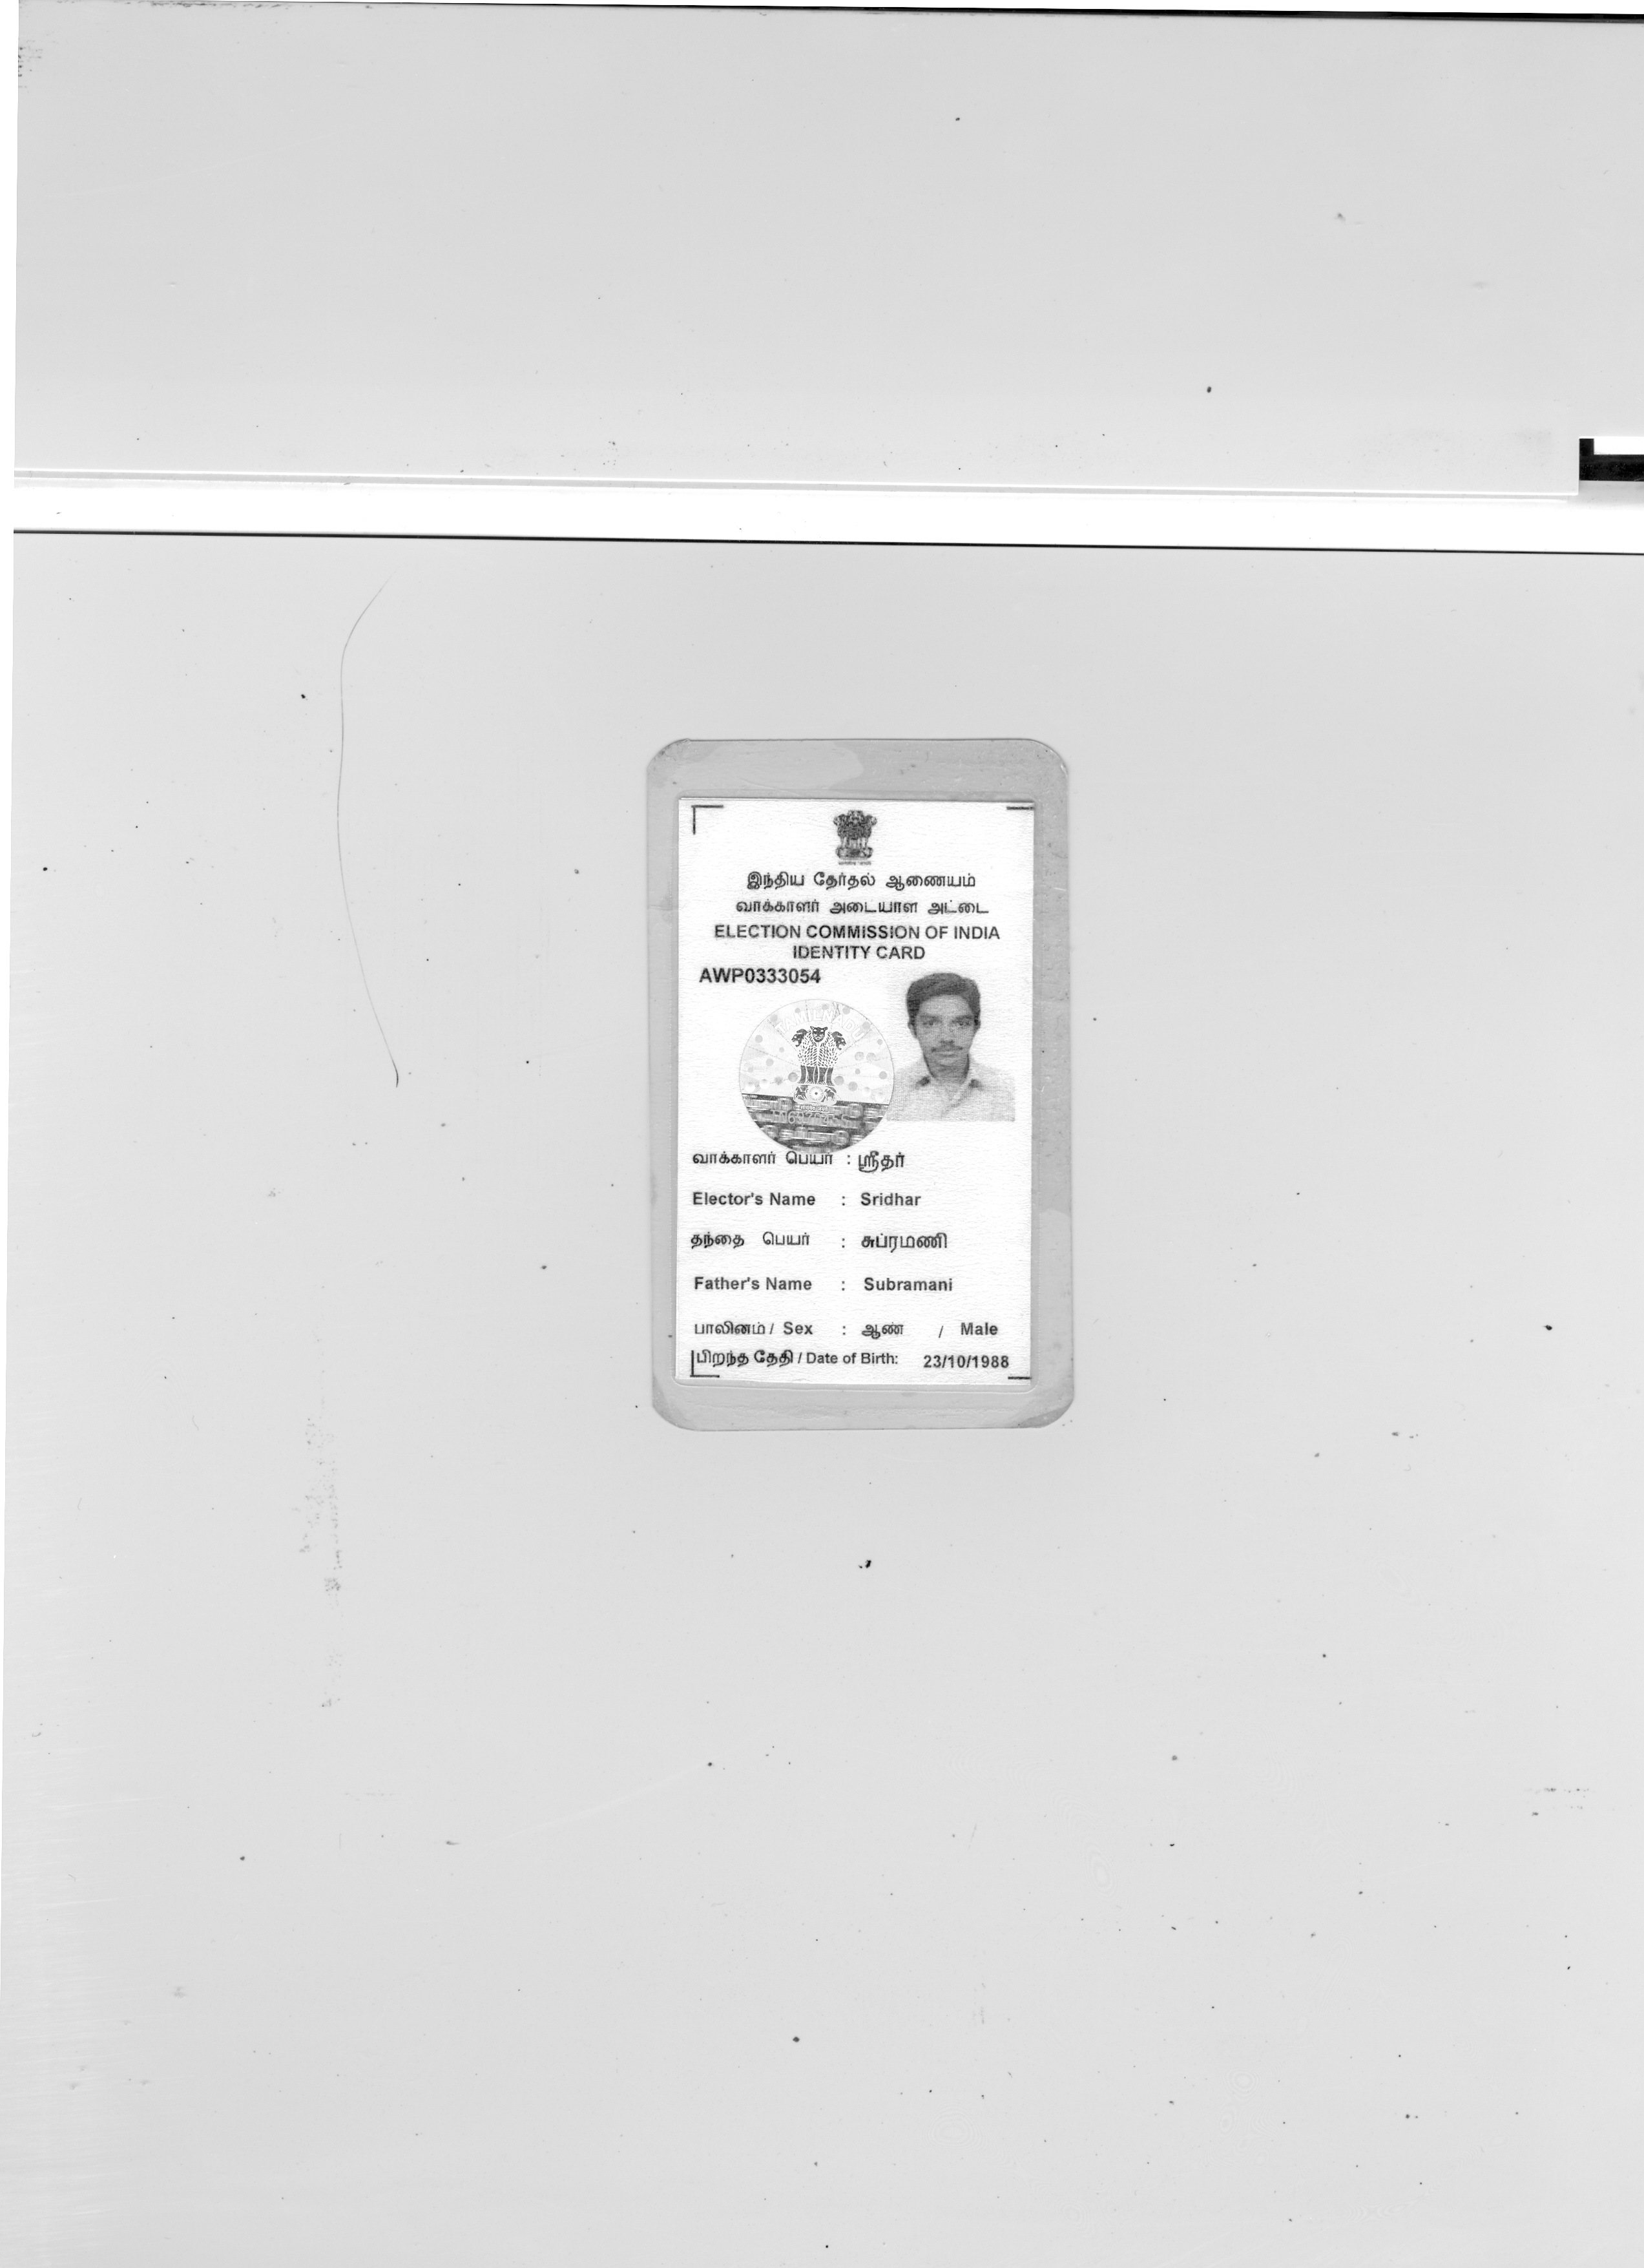 இந்திய தேர்தல் ஆணையம்
வாக்காளர் அடையாள அட்டை
ELECTION COMMISSION OF INDIA
IDENTITY CARD
AWP0333054
TAMILNADU
வாக்காளர் பெயர் : ஸ்ரீதர்
Elector's Name : Sridhar
தந்தை பெயர் : சுப்ரமணி
Father's Name : Subramani
பாலினம் / Sex : ஆண் / Male
பிறந்த தேதி / Date of Birth: 23/10/1988